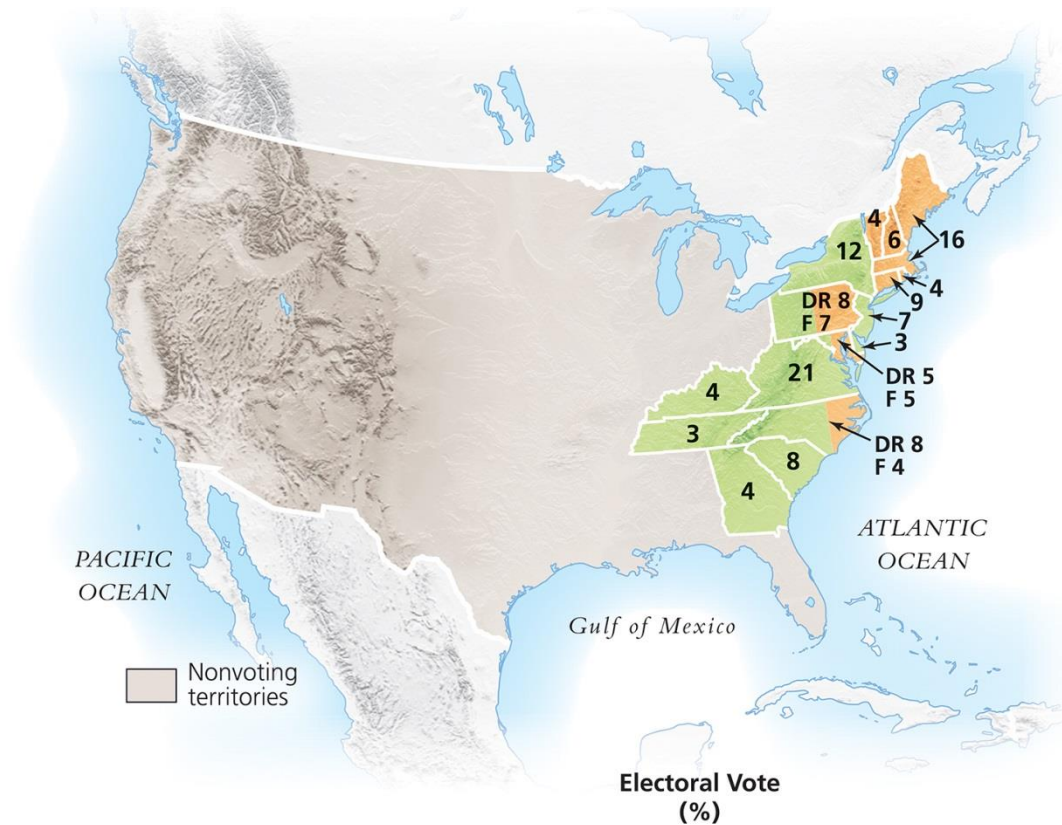 4
6
16
12
4
9
DR 8
F 7
7
3
21
DR 5
F 5
4
3
DR 8
F 4
8
4
ATLANTIC
OCEAN
PACIFIC
OCEAN
Gulf of Mexico
Nonvoting
territories
Electoral Vote
(%)